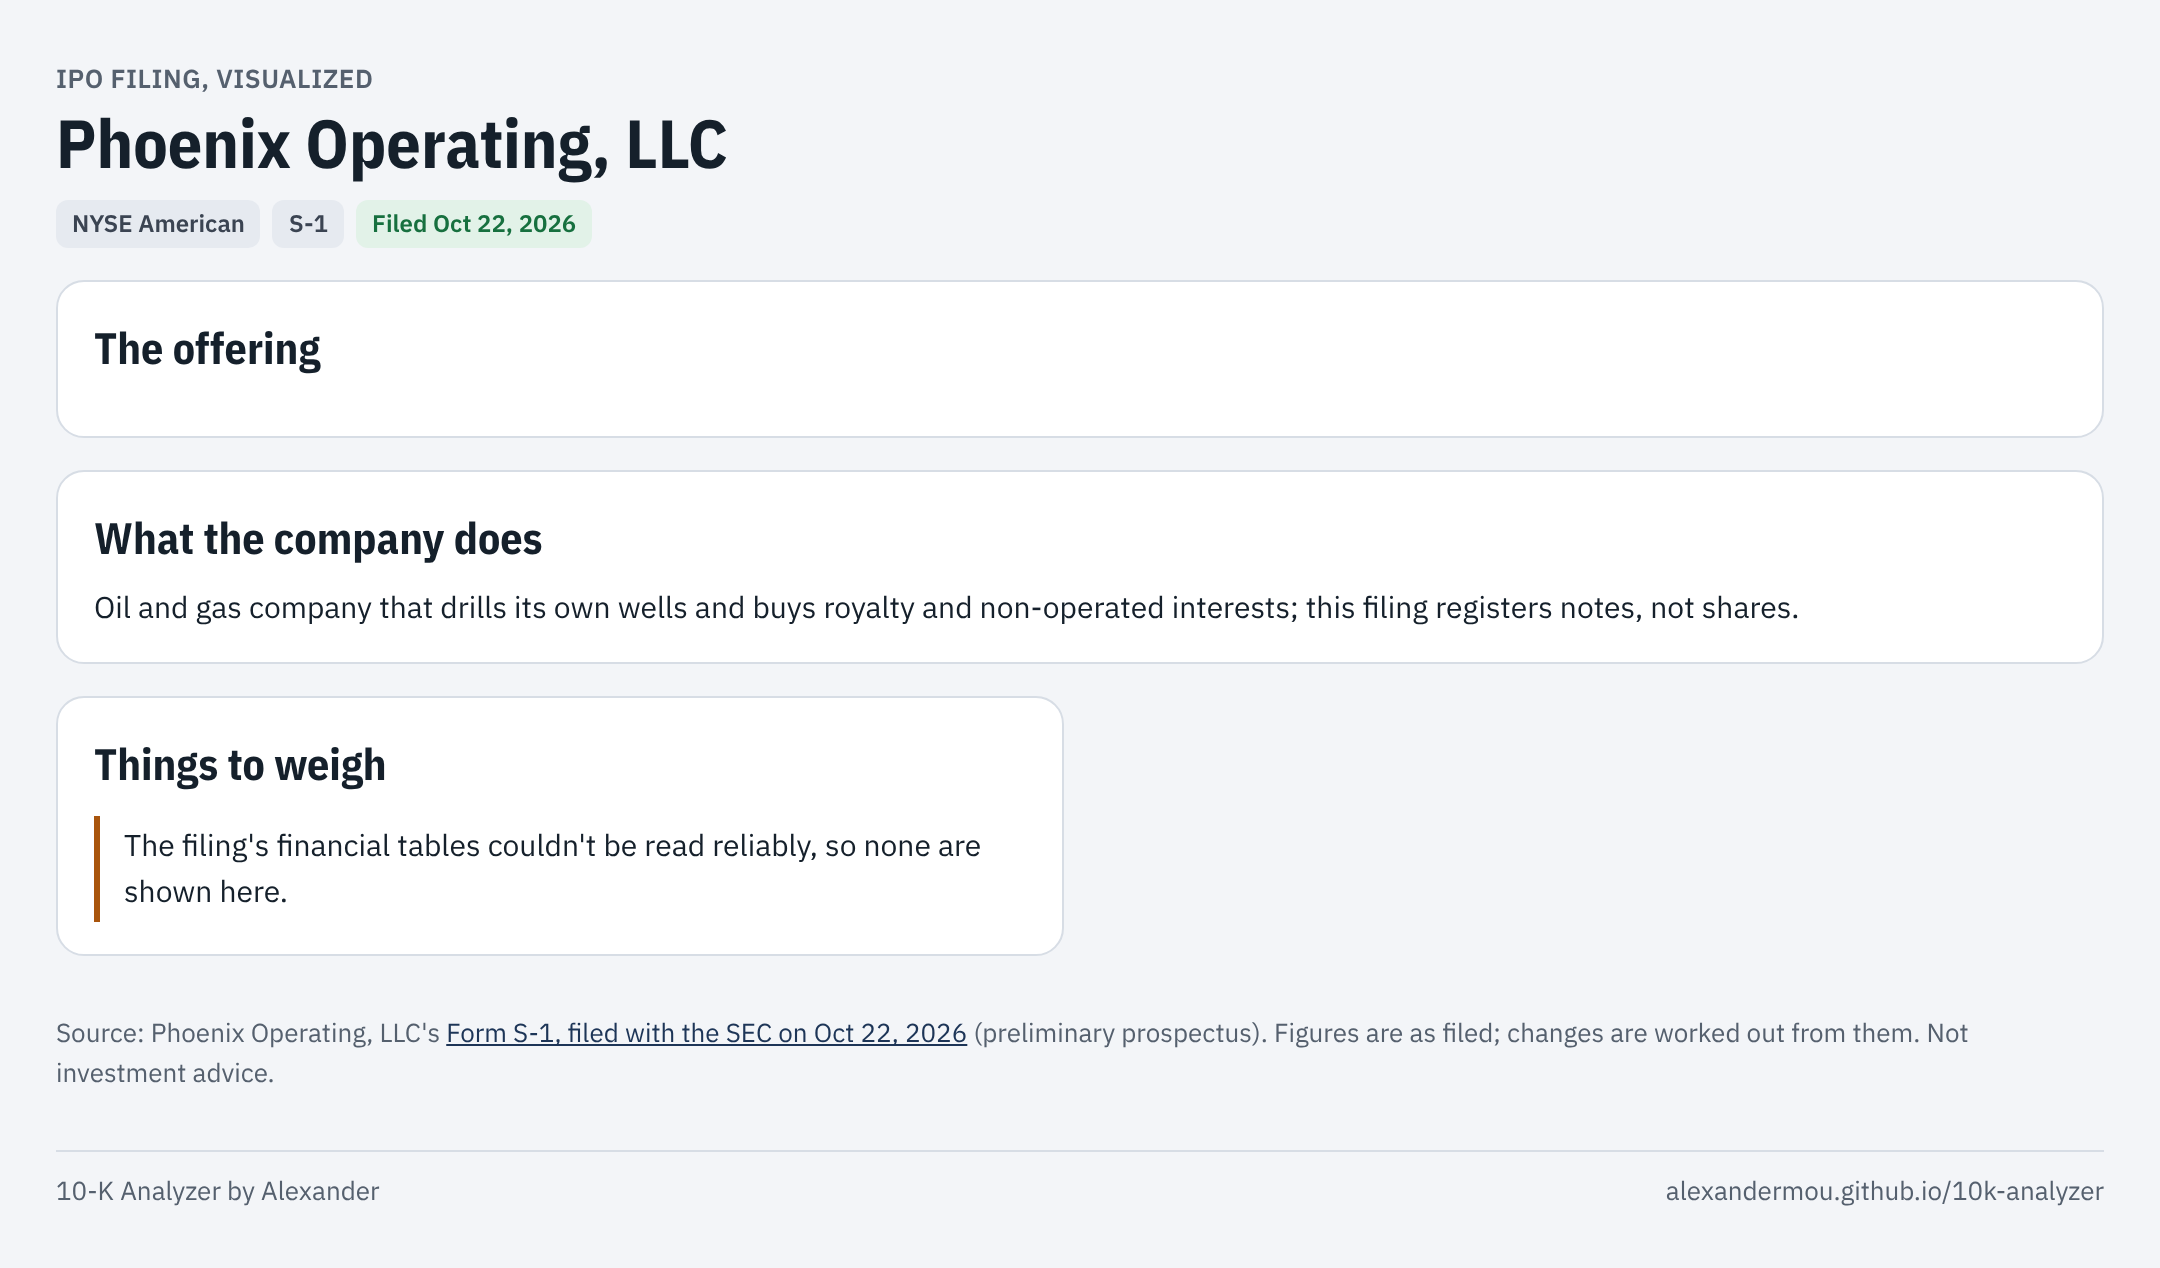 IPO FILING, VISUALIZED
Phoenix Operating, LLC
NYSE American S-1 Filed Oct 22, 2026
The offering
What the company does
Oil and gas company that drills its own wells and buys royalty and non-operated interests; this filing registers notes, not shares.
Things to weigh
The filing's financial tables couldn't be read reliably, so none are
shown here.
Source: Phoenix Operating, LLC's Form S-1, filed with the SEC on Oct 22, 2026 (preliminary prospectus). Figures are as filed; changes are worked out from them. Not
investment advice.
10-K Analyzer by Alexander
alexandermou.github.io/10k-analyzer